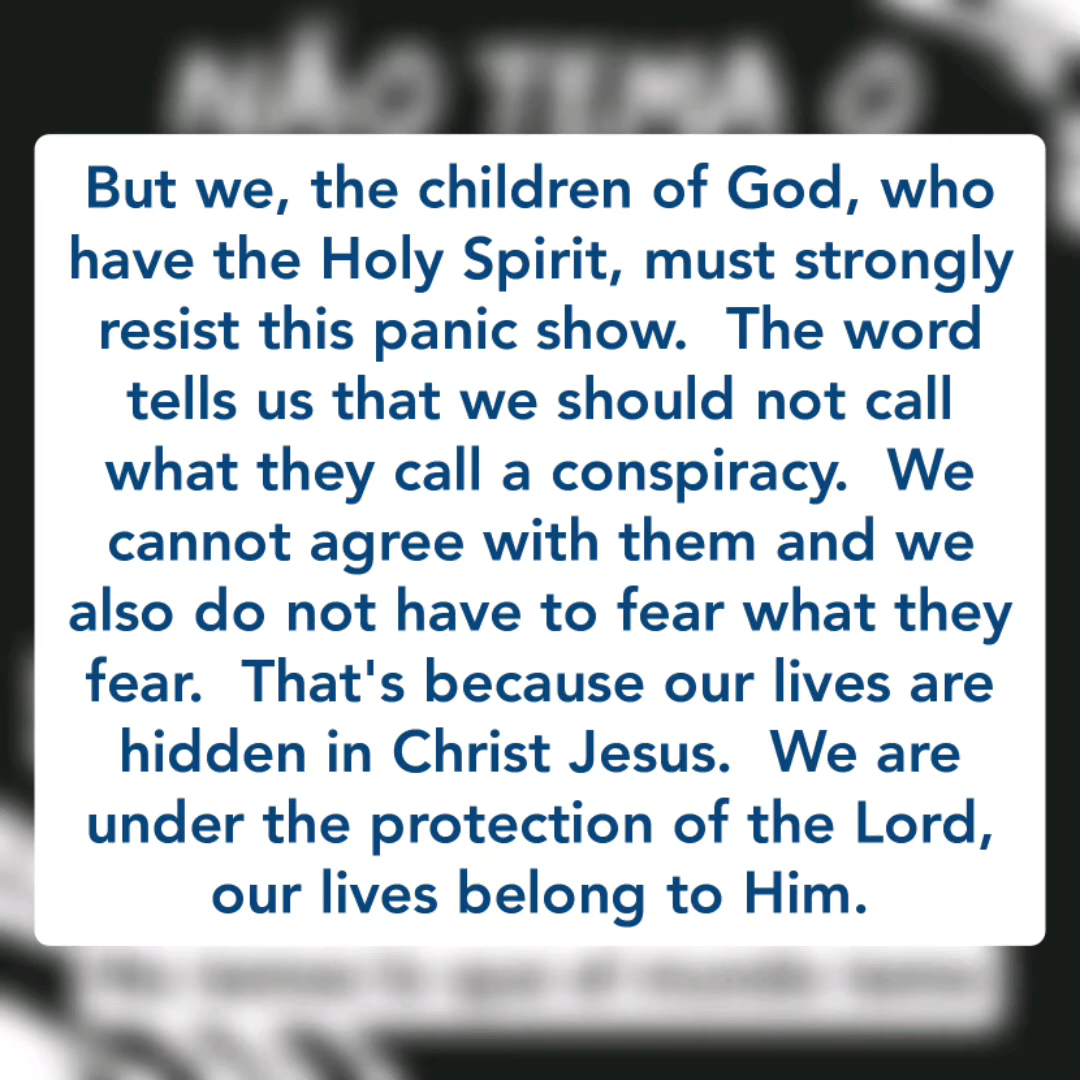 NÃO TEMA O
But we, the children of God, who
have the Holy Spirit, must strongly
resist this panic show.  The word
tells us that we should not call
what they call a conspiracy.  We
cannot agree with them and we
also do not have to fear what they
fear.  That's because our lives are
hidden in Christ Jesus.  We are
under the protection of the Lord,
our lives belong to Him.